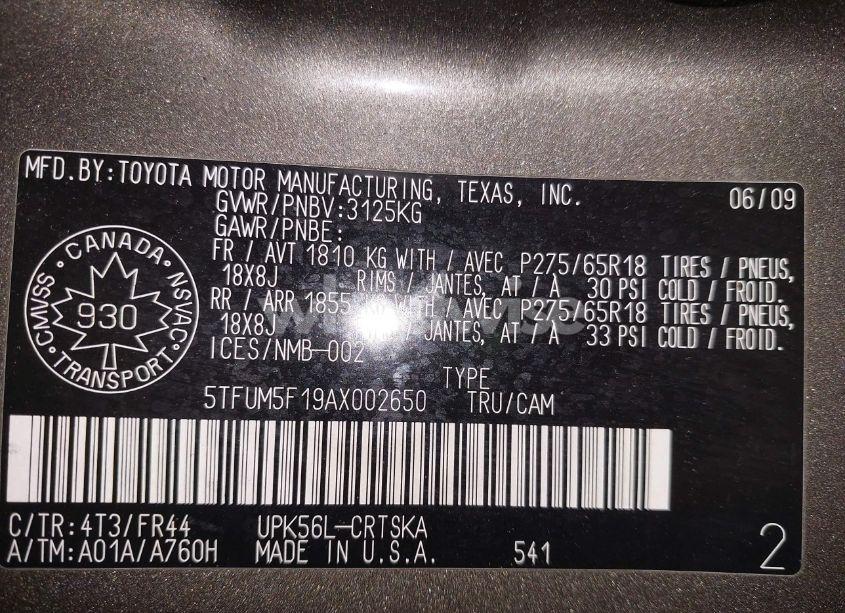 MFD.BY:TOYOTA MOTOR MANUFACTURING, TEXAS, INC. 06/09
GVWR/PNBV:3125KG
GAWR/PNBE:
FR / AVT 1810 KG WITH / AVEC P275/65R18 TIRES / PNEUS,
18X8J RIMS / JANTES, AT / A 30 PSI COLD / FROID.
RR / ARR 1855 WITH / AVEC P275/65R18 TIRES / PNEUS,
18X8J / JANTES, AT / A 33 PSI COLD / FROID.
ICES/NMB-002
TYPE
5TFUM5F19AX002650 TRU/CAM
CANADA
CMVSS 930 NSVAC
TRANSPORT
C/TR:4T3/FR44 UPK56L-CRTSKA
A/TM:A01A/A760H MADE IN U.S.A. 541 2